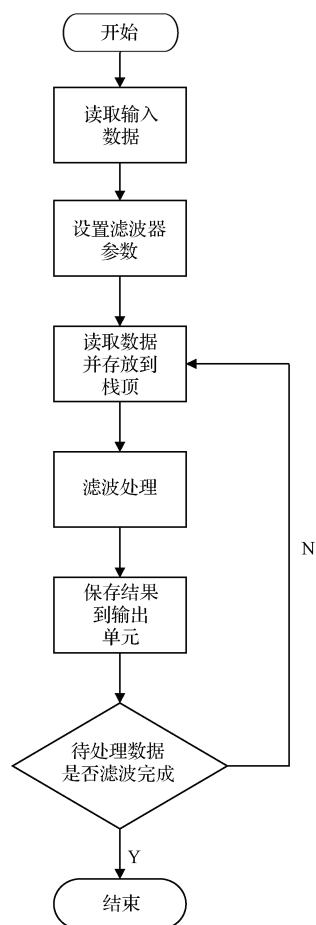 开始
读取输入
数据
设置滤波器
参数
读取数据
并存放到
栈顶
滤波处理
N
保存结果
到输出
单元
待处理数据
是否滤波完成
Y
结束